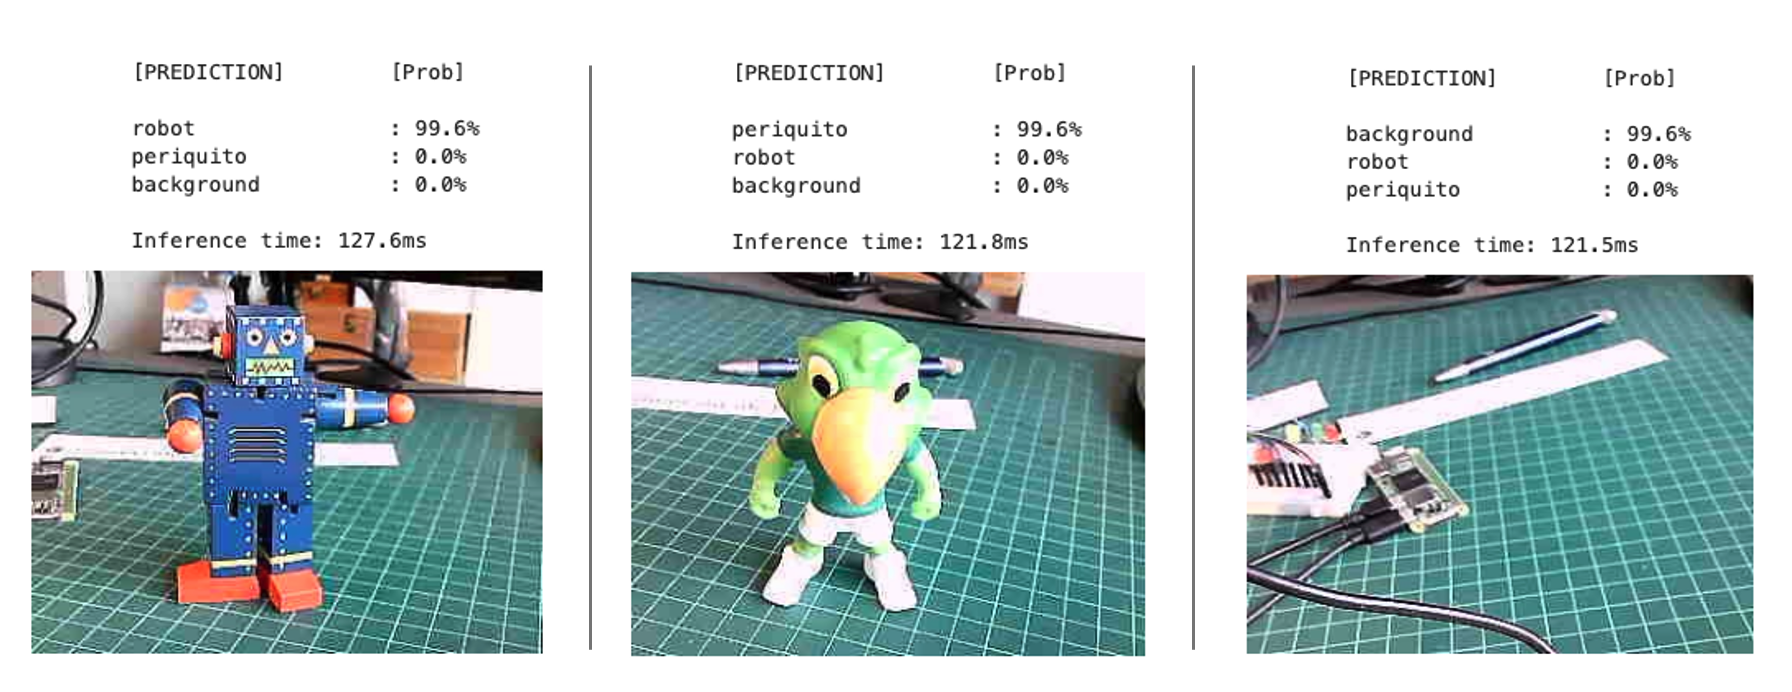 [PREDICTION] [Prob]
robot : 99.6%
periquito : 0.0%
background : 0.0%
Inference time: 127.6ms
[PREDICTION] [Prob]
periquito : 99.6%
robot : 0.0%
background : 0.0%
Inference time: 121.8ms
[PREDICTION] [Prob]
background : 99.6%
robot : 0.0%
periquito : 0.0%
Inference time: 121.5ms